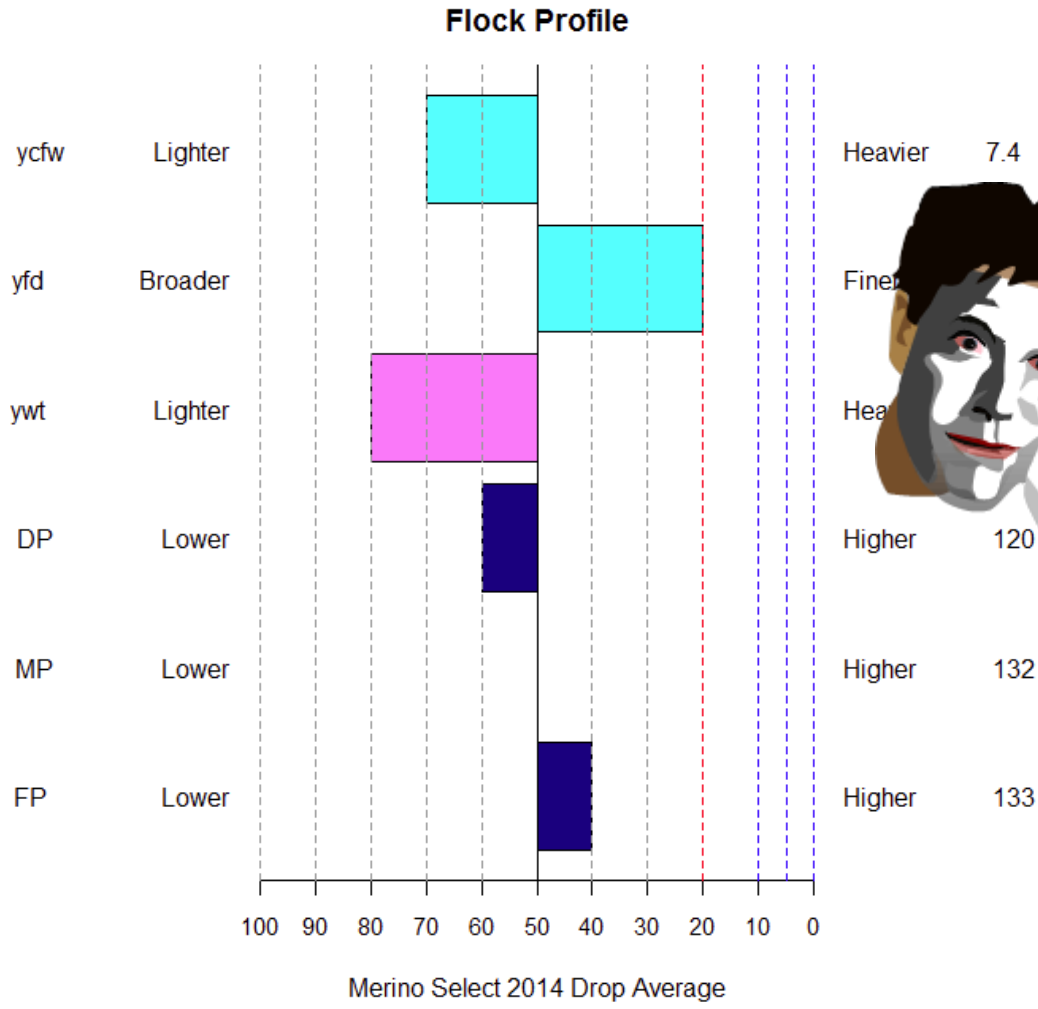 Flock Profile
ycfw Lighter Heavier 7.4
yfd Broader
ywt Lighter
DP Lower Higher 120
MP Lower Higher 132
FP Lower Higher 133
100 90 80 70 60 50 40 30 20 10 0
Merino Select 2014 Drop Average